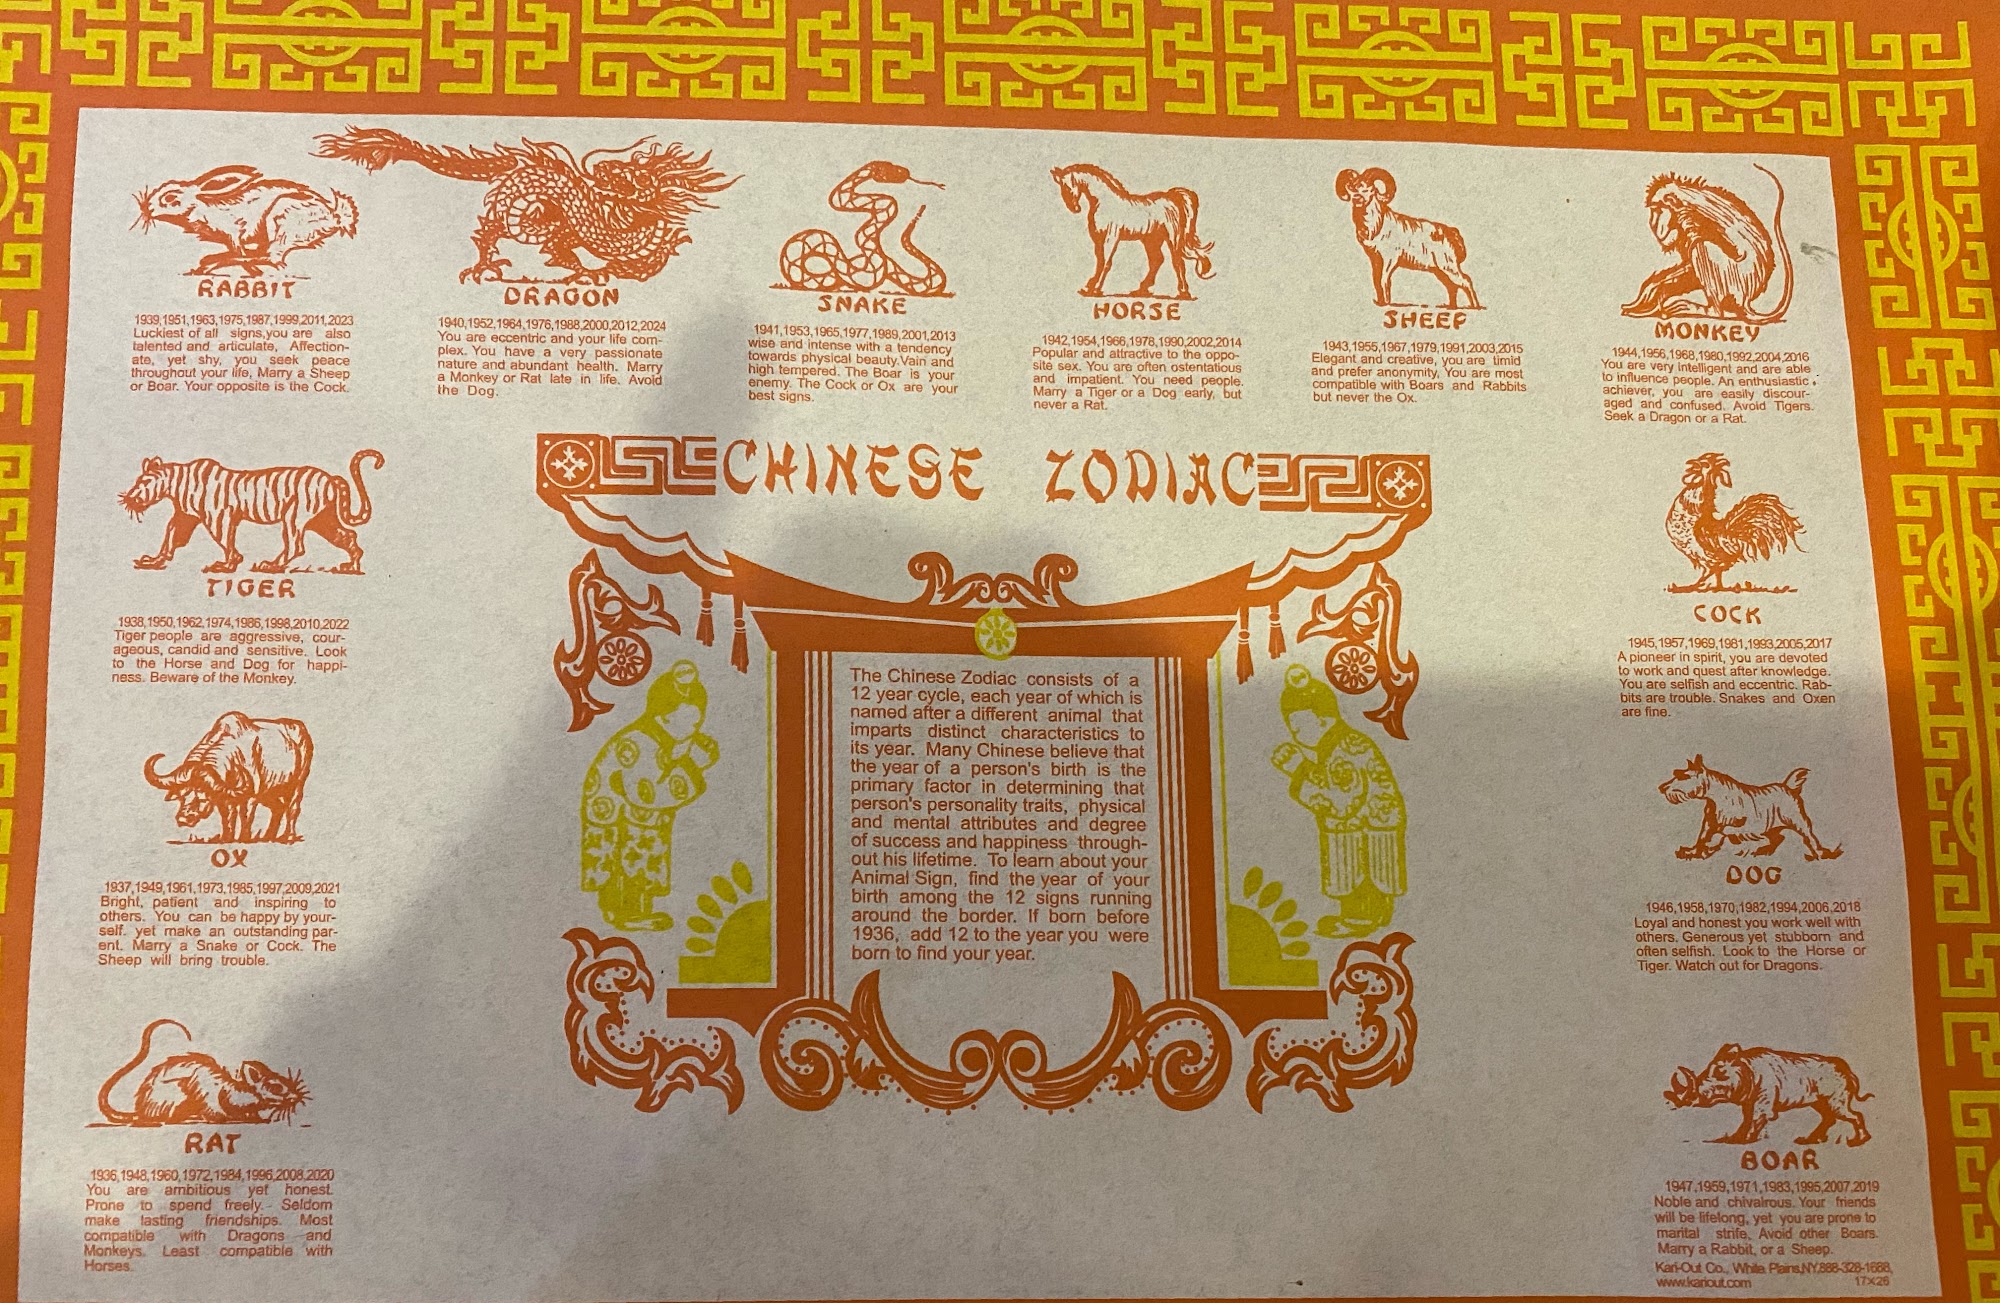 RABBIT
1939,1951,1963,1975,1987,1999,2011,2023
Luckiest of all signs,you are also
talented and articulate, Affection-
ate, yet shy, you seek peace
throughout your life, Marry a Sheep
or Boar. Your opposite is the Cock.
DRAGON
1940,1952,1964,1976,1988,2000,2012,2024
You are eccentric and your life com-
plex. You have a very passionate
nature and abundant health. Marry
a Monkey or Rat late in life. Avoid
the Dog.
SNAKE
1941,1953,1965,1977,1989,2001,2013
wise and intense with a tendency
towards physical beauty.Vain and
high tempered. The Boar is your
enemy. The Cock or Ox are your
best signs.
HORSE
1942,1954,1966,1978,1990,2002,2014
Popular and attractive to the oppo-
site sex. You are often ostentatious
and impatient. You need people.
Marry a Tiger or a Dog early, but
never a Rat.
SHEEP
1943,1955,1967,1979,1991,2003,2015
Elegant and creative, you are timid
and prefer anonymity, You are most
compatible with Boars and Rabbits
but never the Ox.
MONKEY
1944,1956,1968,1980,1992,2004,2016
You are very intelligent and are able
to influence people. An enthusiastic
achiever, you are easily discour-
aged and confused. Avoid Tigers.
Seek a Dragon or a Rat.
CHINESE ZODIAC
TIGER
1938,1950,1962,1974,1986,1998,2010,2022
Tiger people are aggressive, cour-
ageous, candid and sensitive. Look
to the Horse and Dog for happi-
ness. Beware of the Monkey.
COCK
1945,1957,1969,1981,1993,2005,2017
A pioneer in spirit, you are devoted
to work and quest after knowledge.
You are selfish and eccentric. Rab-
bits are trouble. Snakes and Oxen
are fine.
The Chinese Zodiac consists of a
12 year cycle, each year of which is
named after a different animal that
imparts distinct characteristics to
its year. Many Chinese believe that
the year of a person's birth is the
primary factor in determining that
person's personality traits, physical
and mental attributes and degree
of success and happiness through-
out his lifetime. To learn about your
Animal Sign, find the year of your
birth among the 12 signs running
around the border. If born before
1936, add 12 to the year you were
born to find your year.
OX
1937,1949,1961,1973,1985,1997,2009,2021
Bright, patient and inspiring to
others. You can be happy by your-
self. yet make an outstanding par-
ent. Marry a Snake or Cock. The
Sheep will bring trouble.
DOG
1946,1958,1970,1982,1994,2006,2018
Loyal and honest you work well with
others. Generous yet stubborn and
often selfish. Look to the Horse or
Tiger. Watch out for Dragons.
RAT
1936,1948,1960,1972,1984,1996,2008,2020
You are ambitious yet honest.
Prone to spend freely. Seldom
make lasting friendships. Most
compatible with Dragons and
Monkeys. Least compatible with
Horses.
BOAR
1947,1959,1971,1983,1995,2007,2019
Noble and chivalrous. Your friends
will be lifelong, yet you are prone to
marital strife, Avoid other Boars.
Marry a Rabbit, or a Sheep.
Kari-Out Co., White Plains,NY,888-328-1688,
www.kariout.com 17×26